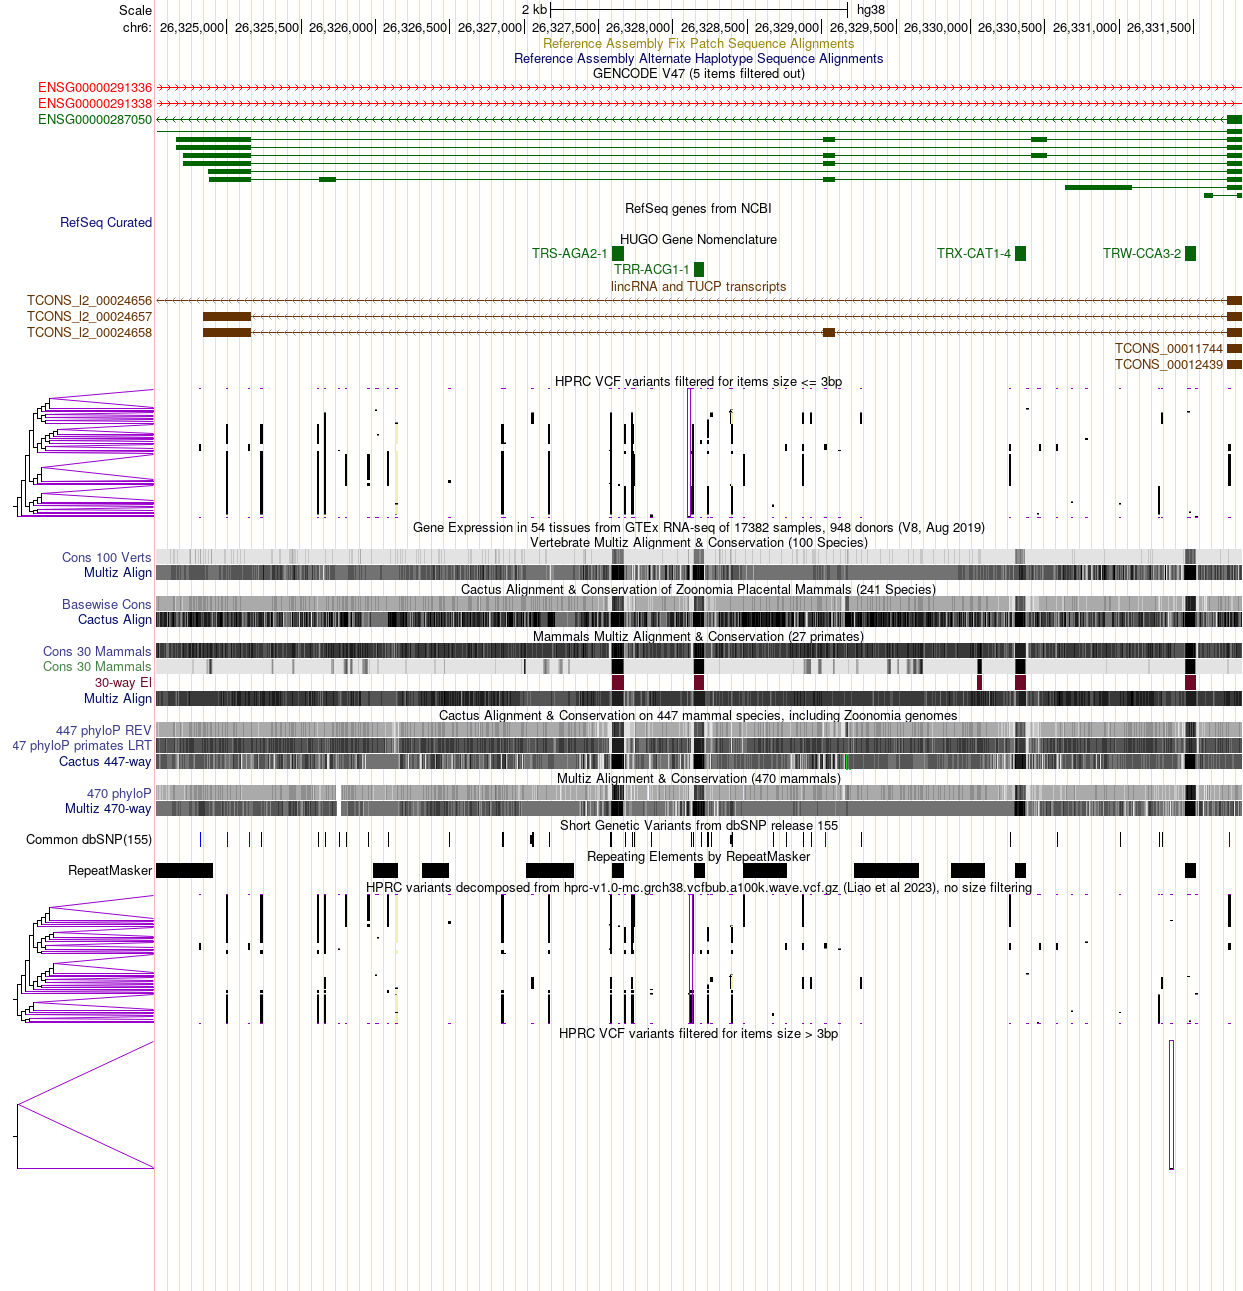 Scale 2 kb hg38
chr6: 26,325,000 26,325,500 26,326,000 26,326,500 26,327,000 26,327,500 26,328,000 26,328,500 26,329,000 26,329,500 26,330,000 26,330,500 26,331,000 26,331,500
Reference Assembly Fix Patch Sequence Alignments
Reference Assembly Alternate Haplotype Sequence Alignments
GENCODE V47 (5 items filtered out)
ENSG00000291336
ENSG00000291338
ENSG00000287050
RefSeq genes from NCBI
RefSeq Curated
HUGO Gene Nomenclature
TRS-AGA2-1 TRX-CAT1-4 TRW-CCA3-2
TRR-ACG1-1
lincRNA and TUCP transcripts
TCONS_l2_00024656
TCONS_l2_00024657
TCONS_l2_00024658
TCONS_00011744
TCONS_00012439
HPRC VCF variants filtered for items size <= 3bp
Gene Expression in 54 tissues from GTEx RNA-seq of 17382 samples, 948 donors (V8, Aug 2019)
Vertebrate Multiz Alignment & Conservation (100 Species)
Cons 100 Verts
Multiz Align
Cactus Alignment & Conservation of Zoonomia Placental Mammals (241 Species)
Basewise Cons
Cactus Align
Mammals Multiz Alignment & Conservation (27 primates)
Cons 30 Mammals
Cons 30 Mammals
30-way El
Multiz Align
Cactus Alignment & Conservation on 447 mammal species, including Zoonomia genomes
447 phyloP REV
47 phyloP primates LRT
Cactus 447-way
Multiz Alignment & Conservation (470 mammals)
470 phyloP
Multiz 470-way
Short Genetic Variants from dbSNP release 155
Common dbSNP(155)
Repeating Elements by RepeatMasker
RepeatMasker
HPRC variants decomposed from hprc-v1.0-mc.grch38.vcfbub.a100k.wave.vcf.gz (Liao et al 2023), no size filtering
HPRC VCF variants filtered for items size > 3bp